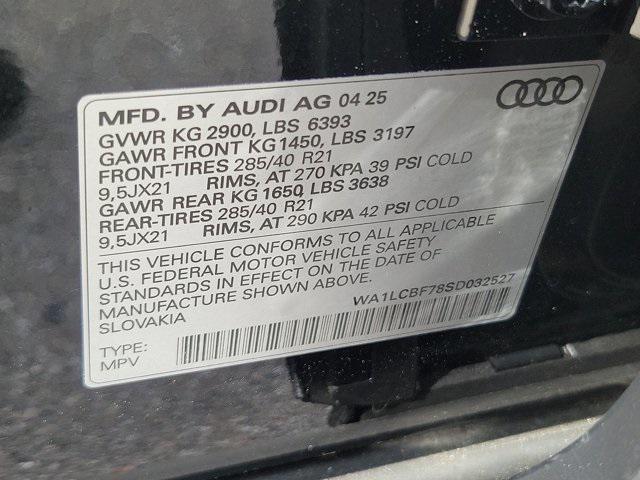 MFD. BY AUDI AG 04 25
GVWR KG 2900, LBS 6393
GAWR FRONT KG 1450, LBS 3197
FRONT-TIRES 285/40 R21
9,5JX21 RIMS, AT 270 KPA 39 PSI COLD
GAWR REAR KG 1650, LBS 3638
REAR-TIRES 285/40 R21
9,5JX21 RIMS, AT 290 KPA 42 PSI COLD
THIS VEHICLE CONFORMS TO ALL APPLICABLE
U.S. FEDERAL MOTOR VEHICLE SAFETY
STANDARDS IN EFFECT ON THE DATE OF
MANUFACTURE SHOWN ABOVE.
SLOVAKIA
WA1LCBF78SD032527
TYPE:
MPV